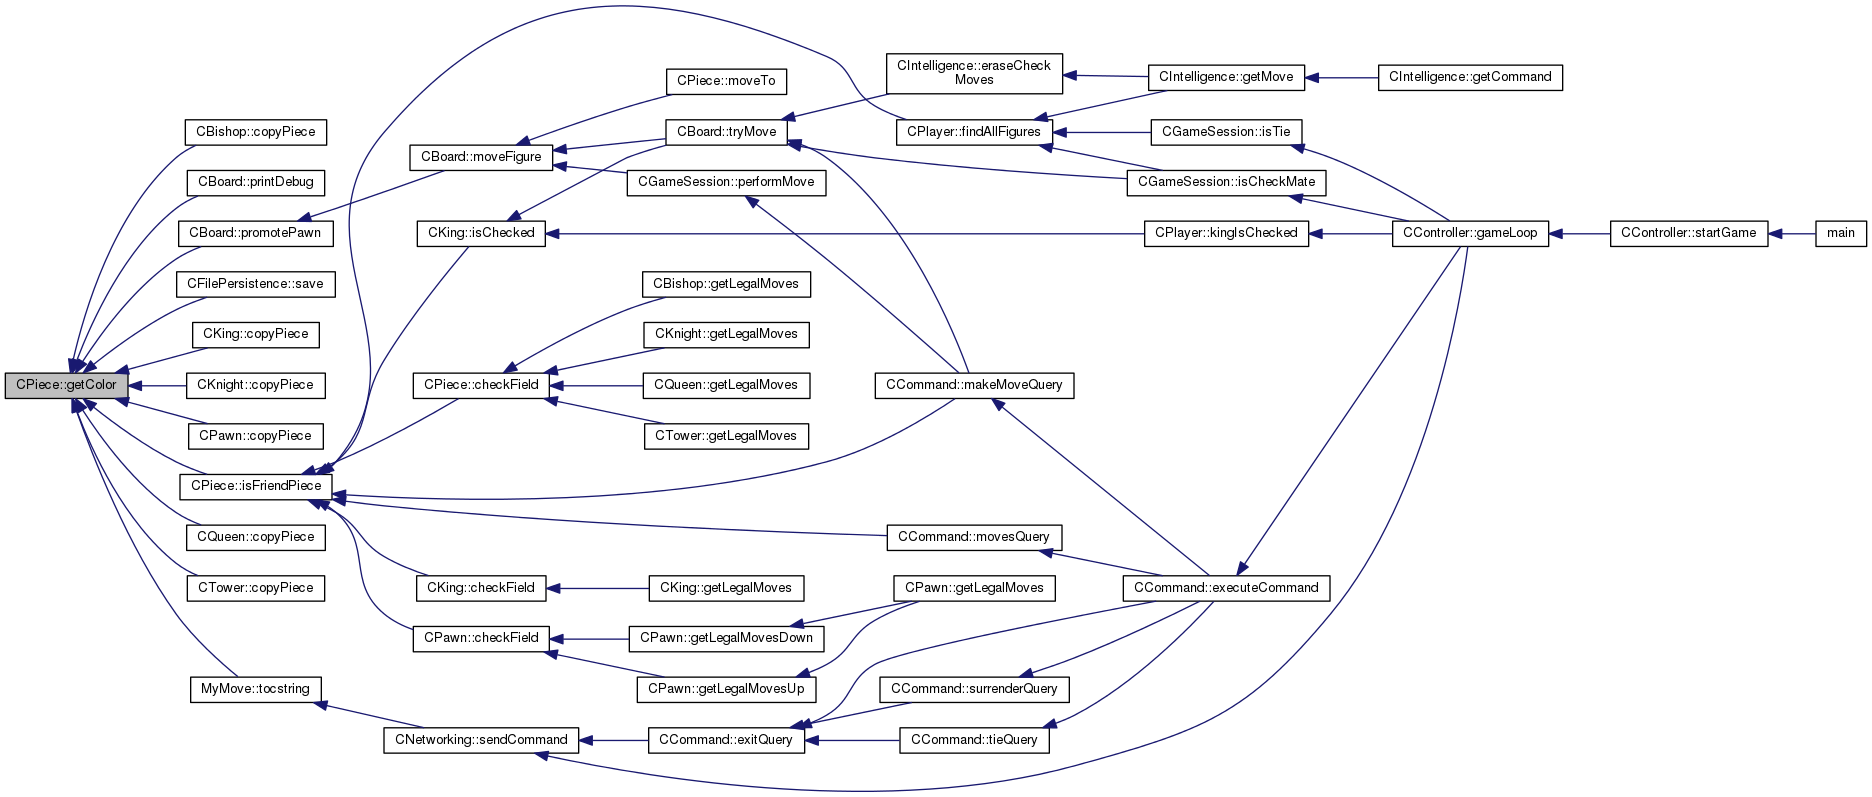 CPiece::getColor
CBishop::copyPiece
CBoard::printDebug
CBoard::promotePawn
CFilePersistence::save
CKing::copyPiece
CKnight::copyPiece
CPawn::copyPiece
CPiece::isFriendPiece
CQueen::copyPiece
CTower::copyPiece
MyMove::tocstring
CBoard::moveFigure
CKing::isChecked
CPiece::checkField
CKing::checkField
CPawn::checkField
CNetworking::sendCommand
CPiece::moveTo
CBoard::tryMove
CGameSession::performMove
CBishop::getLegalMoves
CKnight::getLegalMoves
CQueen::getLegalMoves
CTower::getLegalMoves
CKing::getLegalMoves
CPawn::getLegalMovesDown
CPawn::getLegalMovesUp
CCommand::exitQuery
CIntelligence::eraseCheck
Moves
CPlayer::findAllFigures
CCommand::makeMoveQuery
CCommand::movesQuery
CPawn::getLegalMoves
CCommand::surrenderQuery
CCommand::tieQuery
CIntelligence::getMove
CGameSession::isTie
CGameSession::isCheckMate
CPlayer::kingIsChecked
CCommand::executeCommand
CIntelligence::getCommand
CController::gameLoop
CController::startGame
main